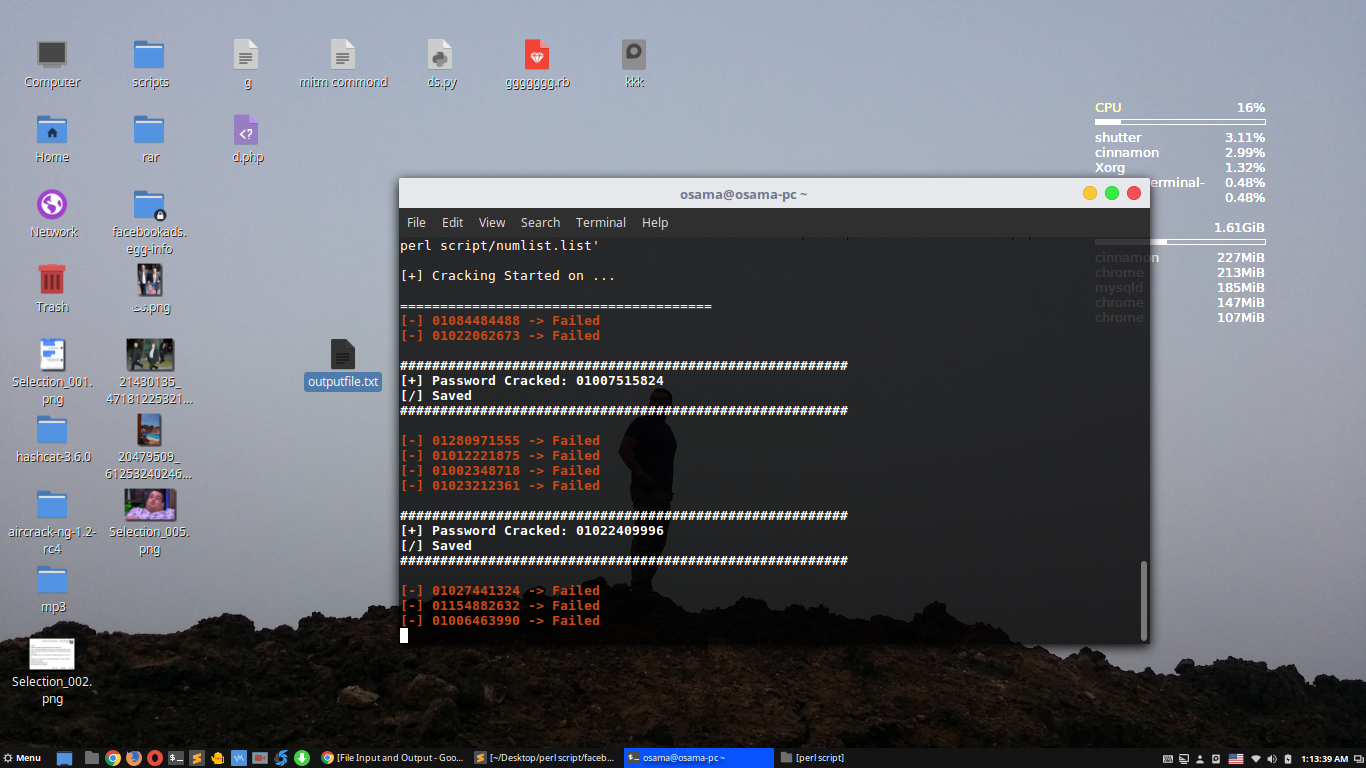 Computer
scripts
g
mitm commond
ds.py
ggggggg.rb
kkk
Home
rar
d.php
Network
facebookads.
egg-info
Trash
ث.png
Selection_001.
png
21430135_
47181225321...
outputfile.txt
hashcat-3.6.0
20479509_
61253240246...
aircrack-ng-1.2-
rc4
Selection_005.
png
mp3
Selection_002.
png
CPU 16%
shutter 3.11%
cinnamon 2.99%
Xorg 1.32%
erminal- 0.48%
0.48%
1.61GiB
cinnamon 227MiB
chrome 213MiB
mysqld 185MiB
chrome 147MiB
chrome 107MiB
osama@osama-pc ~
File Edit View Search Terminal Help
perl script/numlist.list'
[+] Cracking Started on ...
=======================================
[-] 01084484488 -> Failed
[-] 01022062673 -> Failed
########################################################
[+] Password Cracked: 01007515824
[/] Saved
########################################################
[-] 01280971555 -> Failed
[-] 01012221875 -> Failed
[-] 01002348718 -> Failed
[-] 01023212361 -> Failed
########################################################
[+] Password Cracked: 01022409996
[/] Saved
########################################################
[-] 01027441324 -> Failed
[-] 01154882632 -> Failed
[-] 01006463990 -> Failed
Menu
[File Input and Output - Goo...
[~/Desktop/perl script/faceb...
osama@osama-pc ~
[perl script]
1:13:39 AM